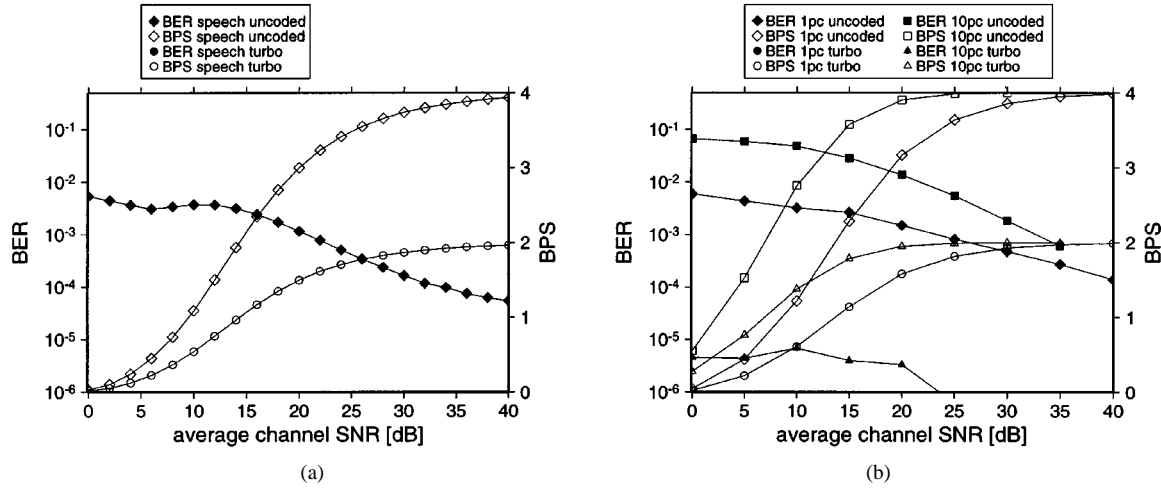 BER speech uncoded
BPS speech uncoded
BER speech turbo
BPS speech turbo
BER
10⁻¹
10⁻²
10⁻³
10⁻⁴
10⁻⁵
10⁻⁶
4
3
2
1
0
BPS
0 5 10 15 20 25 30 35 40
average channel SNR [dB]
(a)
BER 1pc uncoded BER 10pc uncoded
BPS 1pc uncoded BPS 10pc uncoded
BER 1pc turbo BER 10pc turbo
BPS 1pc turbo BPS 10pc turbo
BER
10⁻¹
10⁻²
10⁻³
10⁻⁴
10⁻⁵
10⁻⁶
4
3
2
1
0
BPS
0 5 10 15 20 25 30 35 40
average channel SNR [dB]
(b)